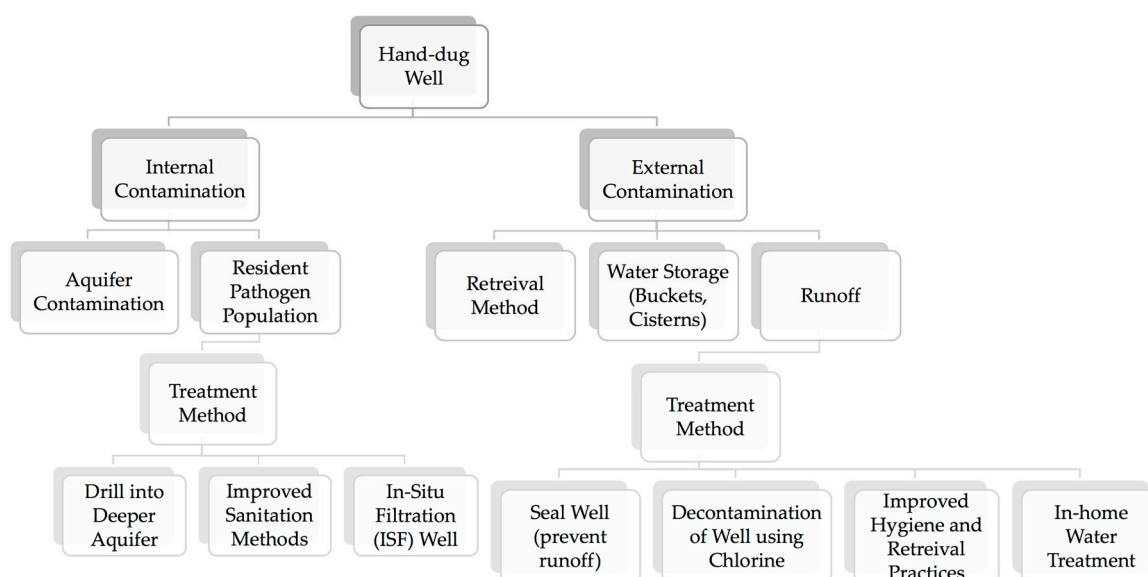 Hand-dug
Well
Internal
Contamination
External
Contamination
Aquifer
Contamination
Resident
Pathogen
Population
Retreival
Method
Water Storage
(Buckets,
Cisterns)
Runoff
Treatment
Method
Treatment
Method
Drill into
Deeper
Aquifer
Improved
Sanitation
Methods
In-Situ
Filtration
(ISF) Well
Seal Well
(prevent
runoff)
Decontamination
of Well using
Chlorine
Improved
Hygiene and
Retreival
Practices
In-home
Water
Treatment